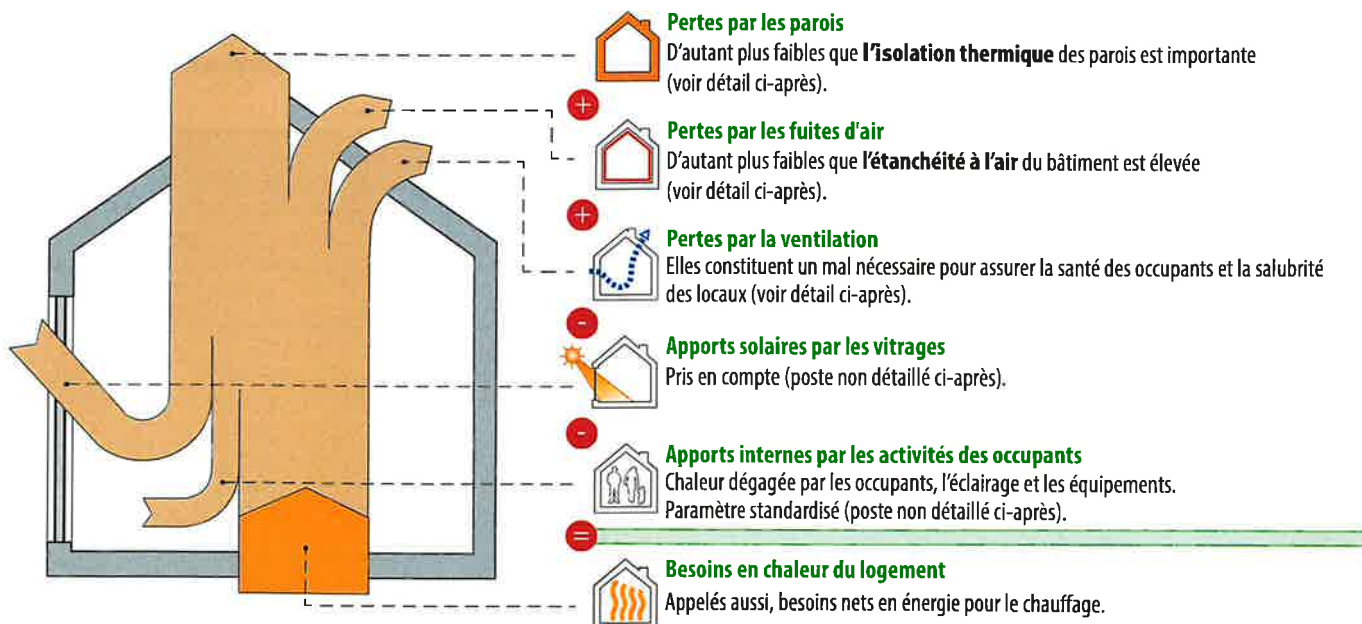 Pertes par les parois
D'autant plus faibles que l'isolation thermique des parois est importante
(voir détail ci-après).
+
Pertes par les fuites d'air
D'autant plus faibles que l'étanchéité à l'air du bâtiment est élevée
(voir détail ci-après).
+
Pertes par la ventilation
Elles constituent un mal nécessaire pour assurer la santé des occupants et la salubrité
des locaux (voir détail ci-après).
-
Apports solaires par les vitrages
Pris en compte (poste non détaillé ci-après).
-
Apports internes par les activités des occupants
Chaleur dégagée par les occupants, l'éclairage et les équipements.
Paramètre standardisé (poste non détaillé ci-après).
=
Besoins en chaleur du logement
Appelés aussi, besoins nets en énergie pour le chauffage.